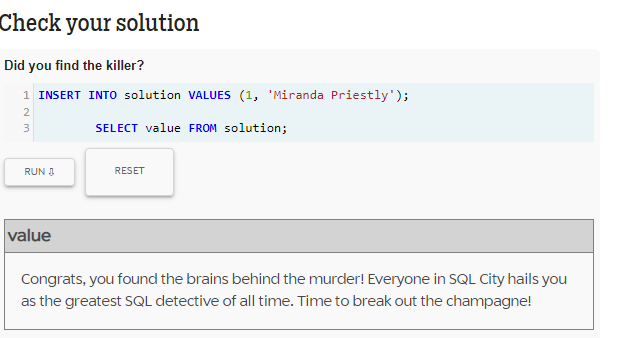 Check your solution
Did you find the killer?
1 INSERT INTO solution VALUES (1, 'Miranda Priestly');
2
3 SELECT value FROM solution;
RUN ⇩
RESET
value
Congrats, you found the brains behind the murder! Everyone in SQL City hails you
as the greatest SQL detective of all time. Time to break out the champagne!